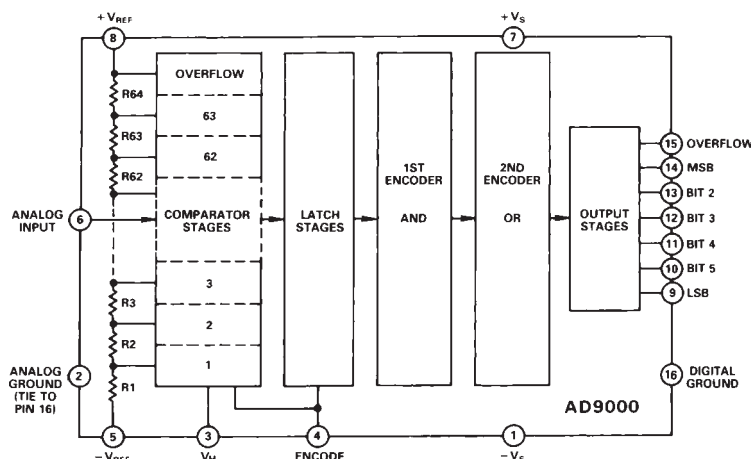 + VREF
+ VS
8
7
OVERFLOW
R64
63
R63
62
R62
1ST
ENCODER
AND
2ND
ENCODER
OR
15 OVERFLOW
14 MSB
13 BIT 2
12 BIT 3
11 BIT 4
10 BIT 5
9 LSB
ANALOG
INPUT
6
COMPARATOR
STAGES
LATCH
STAGES
OUTPUT
STAGES
3
R3
2
R2
1
R1
ANALOG
GROUND
(TIE TO
PIN 16)
2
16 DIGITAL
GROUND
AD9000
5
3
4
1
− VREF
VH
ENCODE
− VS